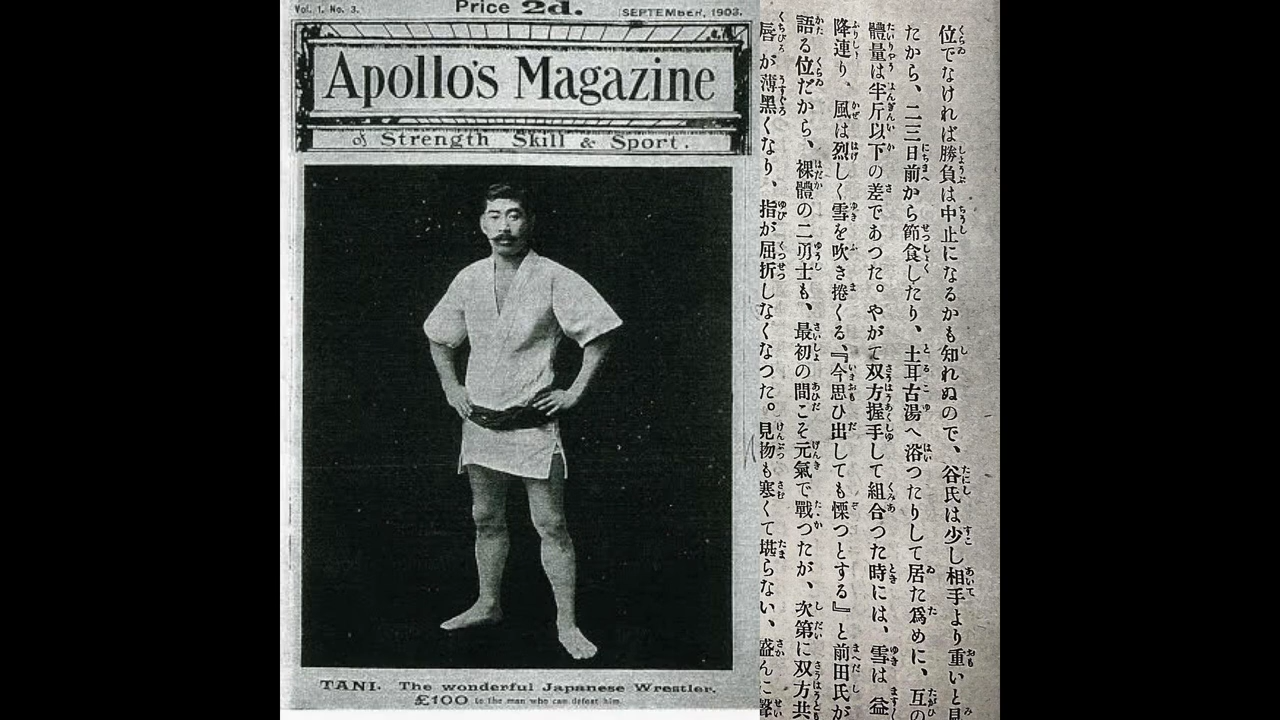 Vol. 1. No. 3.
Price 2d.
SEPTEMBER, 1903.
Apollo's Magazine
of Strength Skill & Sport.
TANI. The wonderful Japanese Wrestler.
£100 to the man who can defeat him.
位でなければ勝負は中止になるかも知れぬので、谷氏は少し相手より重いと見
たから、二三日前から節食したり、土耳古湯へ浴つたりして居た爲めに、互の
體量は半斤以下の差であつた。やがて双方握手して組合つた時には、雪は益
降連り、風は烈しく雪を吹き捲くる、『今思ひ出しても慄つとする』と前田氏が
語る位だから、裸體の二勇士も、最初の間こそ元氣で戰つたが、次第に双方共
唇が薄黑くなり、指が屈折しなくなつた。見物も寒くて堪らない、盛んに聲